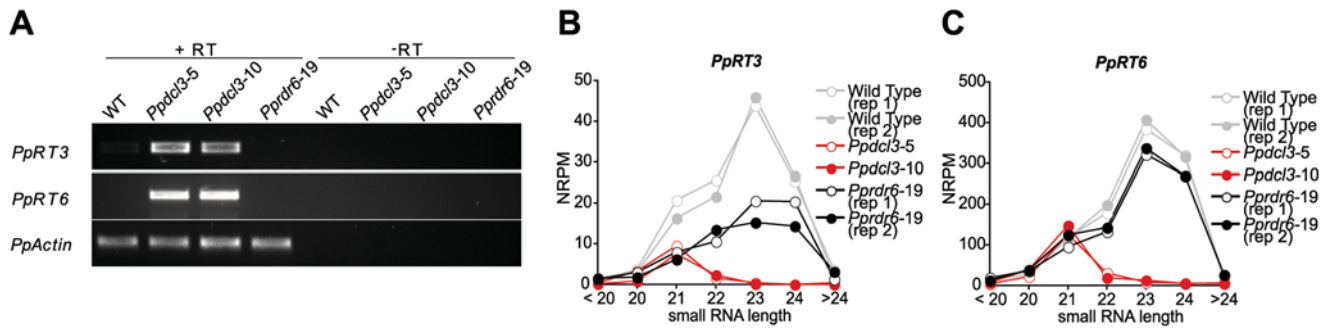 A
+ RT
-RT
WT
Ppdcl3-5
Ppdcl3-10
Pprdr6-19
WT
Ppdcl3-5
Ppdcl3-10
Pprdr6-19
PpRT3
PpRT6
PpActin
B
PpRT3
NRPM
50
40
30
20
10
0
< 20 20 21 22 23 24 >24
small RNA length
Wild Type
(rep 1)
Wild Type
(rep 2)
Ppdcl3-5
Ppdcl3-10
Pprdr6-19
(rep 1)
Pprdr6-19
(rep 2)
C
PpRT6
NRPM
500
400
300
200
100
0
< 20 20 21 22 23 24 >24
small RNA length
Wild Type
(rep 1)
Wild Type
(rep 2)
Ppdcl3-5
Ppdcl3-10
Pprdr6-19
(rep 1)
Pprdr6-19
(rep 2)